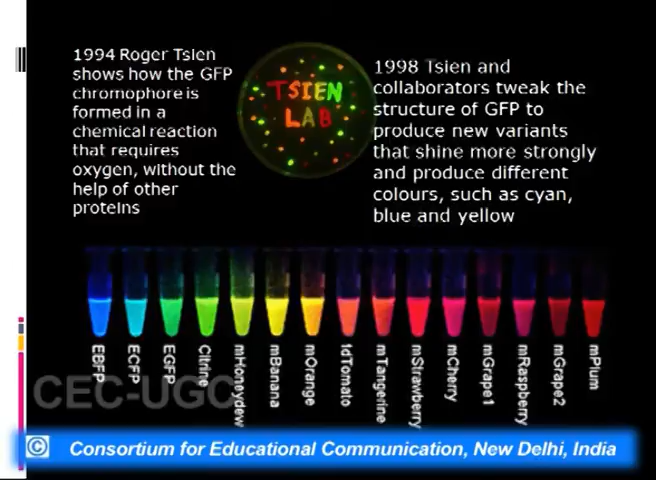 1994 Roger Tsien
shows how the GFP
chromophore is
formed in a
chemical reaction
that requires
oxygen, without the
help of other
proteins
TSIEN
LAB
1998 Tsien and
collaborators tweak the
structure of GFP to
produce new variants
that shine more strongly
and produce different
colours, such as cyan,
blue and yellow
EBFP
ECFP
EGFP
Citrine
mHoneydew
mBanana
mOrange
tdTomato
mTangerine
mStrawberry
mCherry
mGrape1
mRaspberry
mGrape2
mPlum
CEC-UGC
© Consortium for Educational Communication, New Delhi, India